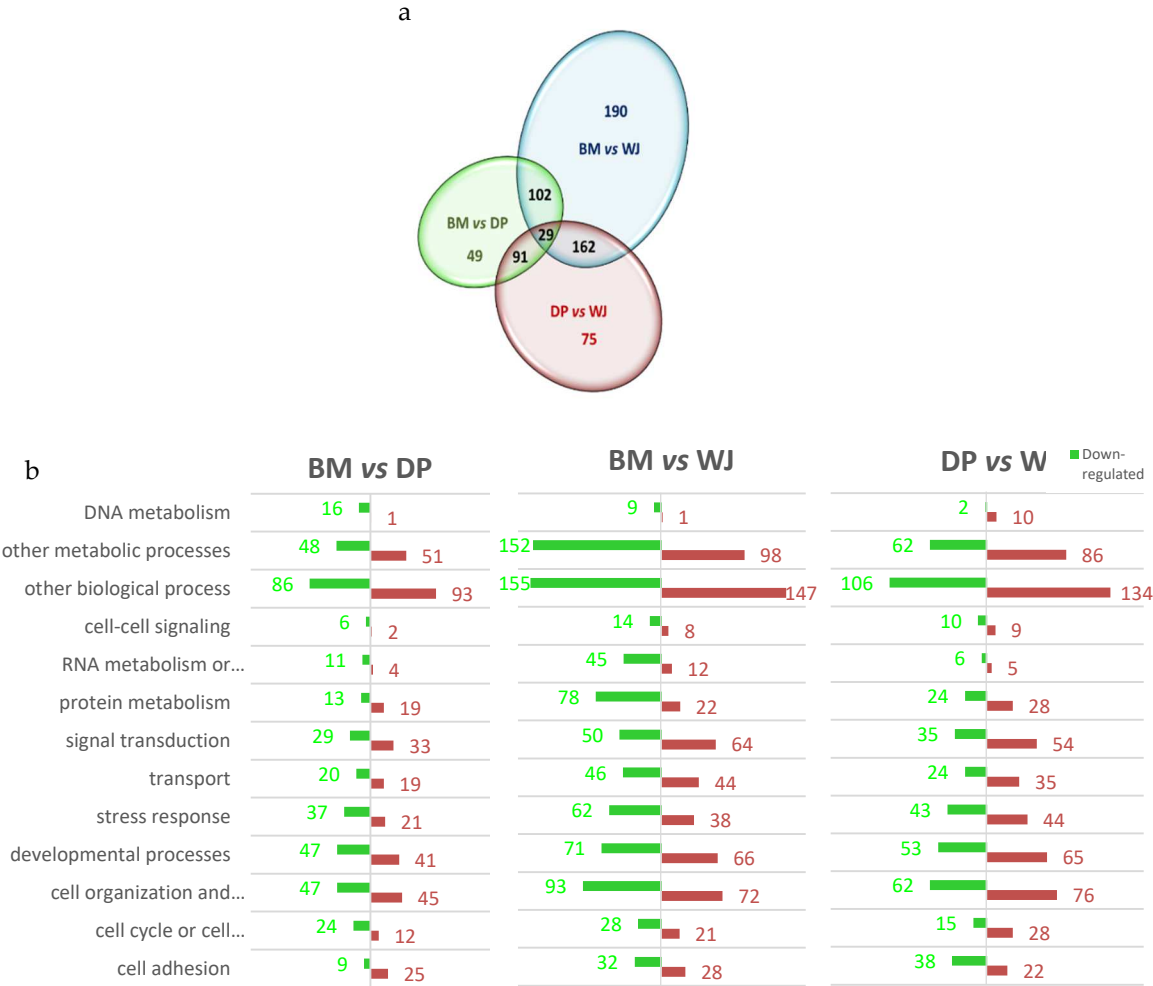 a
190
BM vs WJ
102
BM vs DP
29
162
49
91
DP vs WJ
75
b
BM vs DP
BM vs WJ
DP vs W
Down-
regulated
DNA metabolism 16 1 9 1 2 10
other metabolic processes 48 51 152 98 62 86
other biological process 86 93 155 147 106 134
cell-cell signaling 6 2 14 8 10 9
RNA metabolism or... 11 4 45 12 6 5
protein metabolism 13 19 78 22 24 28
signal transduction 29 33 50 64 35 54
transport 20 19 46 44 24 35
stress response 37 21 62 38 43 44
developmental processes 47 41 71 66 53 65
cell organization and... 47 45 93 72 62 76
cell cycle or cell... 24 12 28 21 15 28
cell adhesion 9 25 32 28 38 22